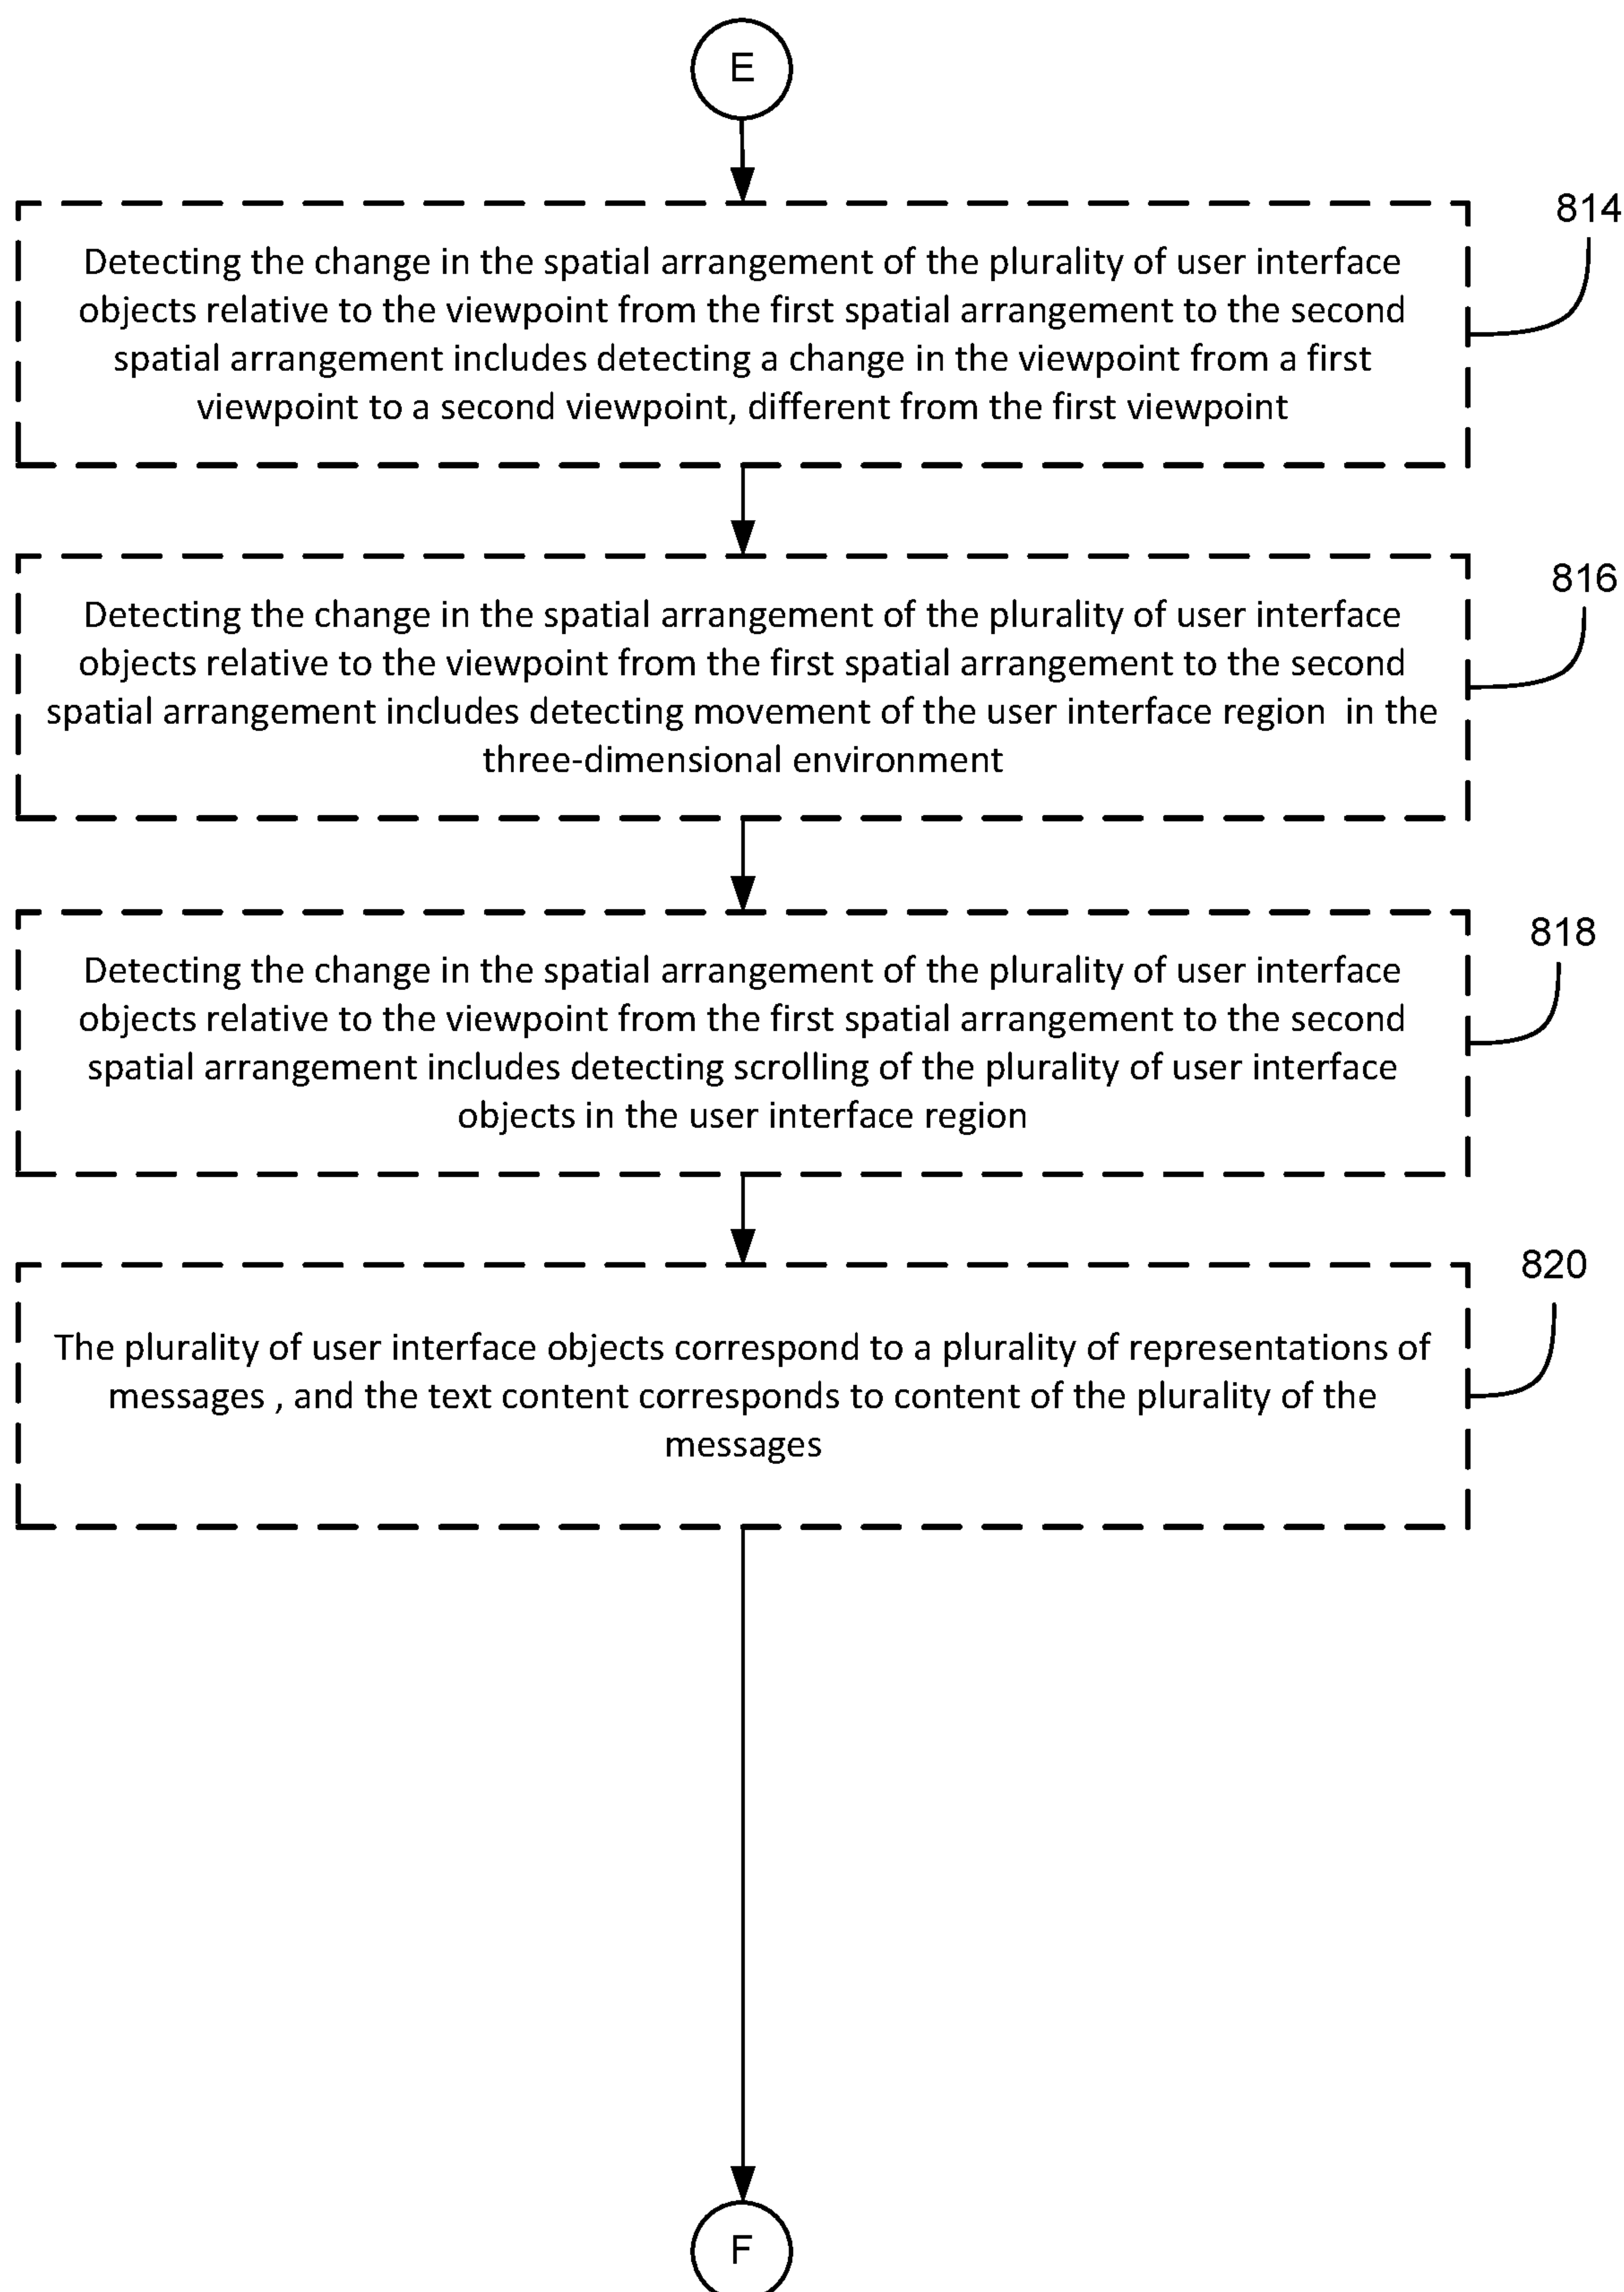 E
814
Detecting the change in the spatial arrangement of the plurality of user interface
objects relative to the viewpoint from the first spatial arrangement to the second
spatial arrangement includes detecting a change in the viewpoint from a first
viewpoint to a second viewpoint, different from the first viewpoint
816
Detecting the change in the spatial arrangement of the plurality of user interface
objects relative to the viewpoint from the first spatial arrangement to the second
spatial arrangement includes detecting movement of the user interface region  in the
three-dimensional environment
818
Detecting the change in the spatial arrangement of the plurality of user interface
objects relative to the viewpoint from the first spatial arrangement to the second
spatial arrangement includes detecting scrolling of the plurality of user interface
objects in the user interface region
820
The plurality of user interface objects correspond to a plurality of representations of
messages , and the text content corresponds to content of the plurality of the
messages
F